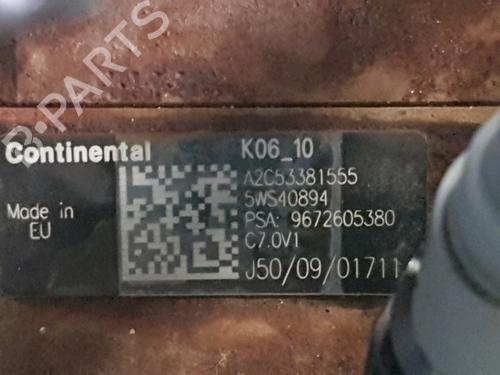 B-PARTS
Continental
K06_10
A2C53381555
5WS40894
PSA: 9672605380
C7.0V1
J50/09/01711
Made in
EU